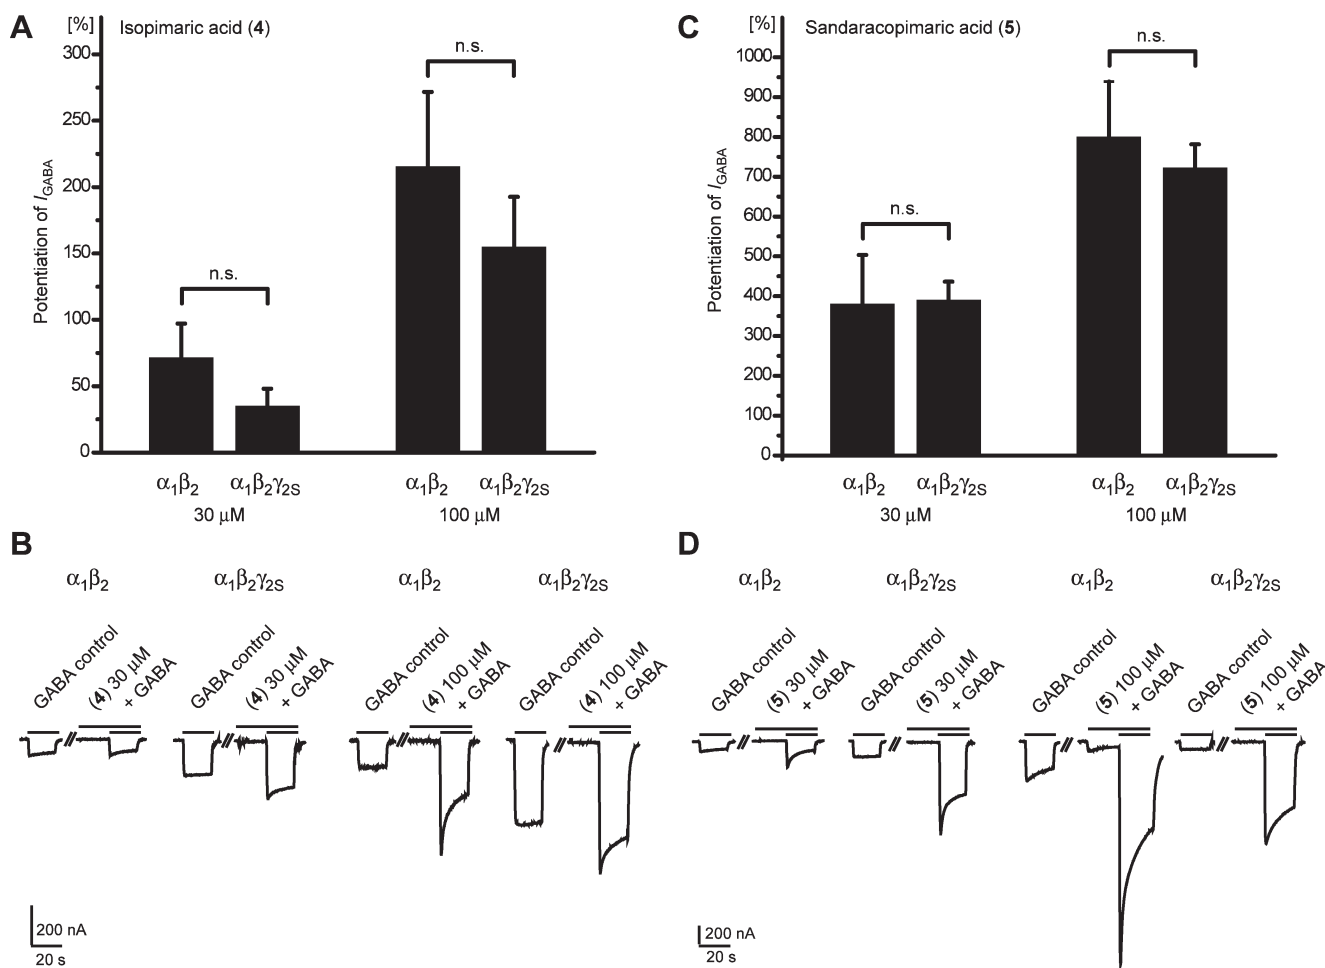 A [%] Isopimaric acid (4)
n.s.
n.s.
Potentiation of IGABA
300
250
200
150
100
50
0
α1β2 α1β2γ2S α1β2 α1β2γ2S
30 μM 100 μM
C [%] Sandaracopimaric acid (5)
n.s.
n.s.
Potentiation of IGABA
1000
900
800
700
600
500
400
300
200
100
0
α1β2 α1β2γ2S α1β2 α1β2γ2S
30 μM 100 μM
B
α1β2 α1β2γ2S α1β2 α1β2γ2S
GABA control
(4) 30 μM
+ GABA
GABA control
(4) 30 μM
+ GABA
GABA control
(4) 100 μM
+ GABA
GABA control
(4) 100 μM
+ GABA
200 nA
20 s
D
α1β2 α1β2γ2S α1β2 α1β2γ2S
GABA control
(5) 30 μM
+ GABA
GABA control
(5) 30 μM
+ GABA
GABA control
(5) 100 μM
+ GABA
GABA control
(5) 100 μM
+ GABA
200 nA
20 s